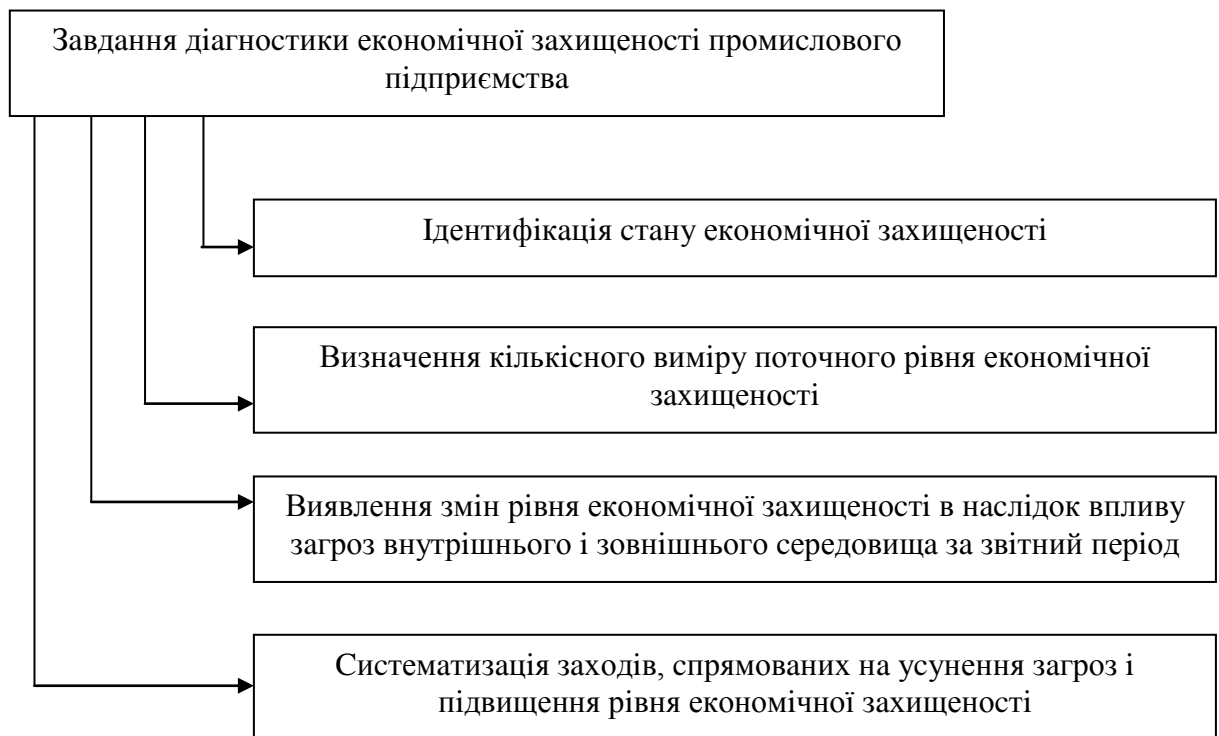 Завдання діагностики економічної захищеності промислового
підприємства
Ідентифікація стану економічної захищеності
Визначення кількісного виміру поточного рівня економічної
захищеності
Виявлення змін рівня економічної захищеності в наслідок впливу
загроз внутрішнього і зовнішнього середовища за звітний період
Систематизація заходів, спрямованих на усунення загроз і
підвищення рівня економічної захищеності